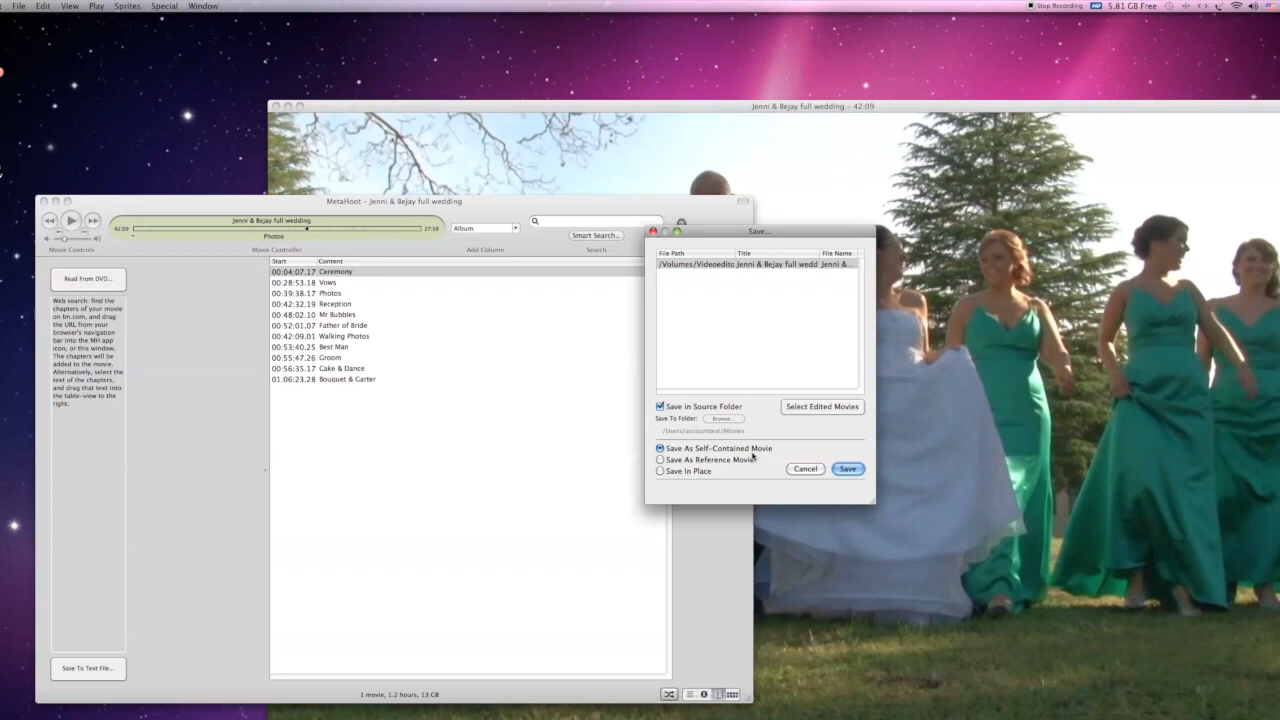 File Edit View Play Sprites Special Window
Stop Recording HD 5.81 GB Free
Jenni & Bejay full wedding – 42:09
MetaHoot – Jenni & Bejay full wedding
Jenni & Bejay full wedding
42:09 27:19
Photos
Album
Smart Search...
Movie Controls Movie Controller Add Column Search
Read From DVD...
Web search: find the
chapters of your movie
on bn.com, and drag
the URL from your
browser's navigation
bar into the MH app
icon, or this window.
The chapters will be
added to the movie.
Alternatively, select the
text of the chapters,
and drag that text into
the table-view to the
right.
Save To Text File...
Start Content
00:04:07.17 Ceremony
00:28:53.18 Vows
00:39:38.17 Photos
00:42:32.19 Reception
00:48:02.10 Mr Bubbles
00:52:01.07 Father of Bride
00:42:09.01 Walking Photos
00:53:40.25 Best Man
00:55:47.26 Groom
00:56:35.17 Cake & Dance
01:06:23.28 Bouquet & Garter
1 movie, 1.2 hours, 13 GB
Save...
File Path Title File Name
/Volumes/Videoedito Jenni & Bejay full wedd Jenni &...
Save in Source Folder Select Edited Movies
Save To Folder: Browse...
/Users/accounttest/Movies
Save As Self-Contained Movie
Save As Reference Movie
Save In Place
Cancel Save